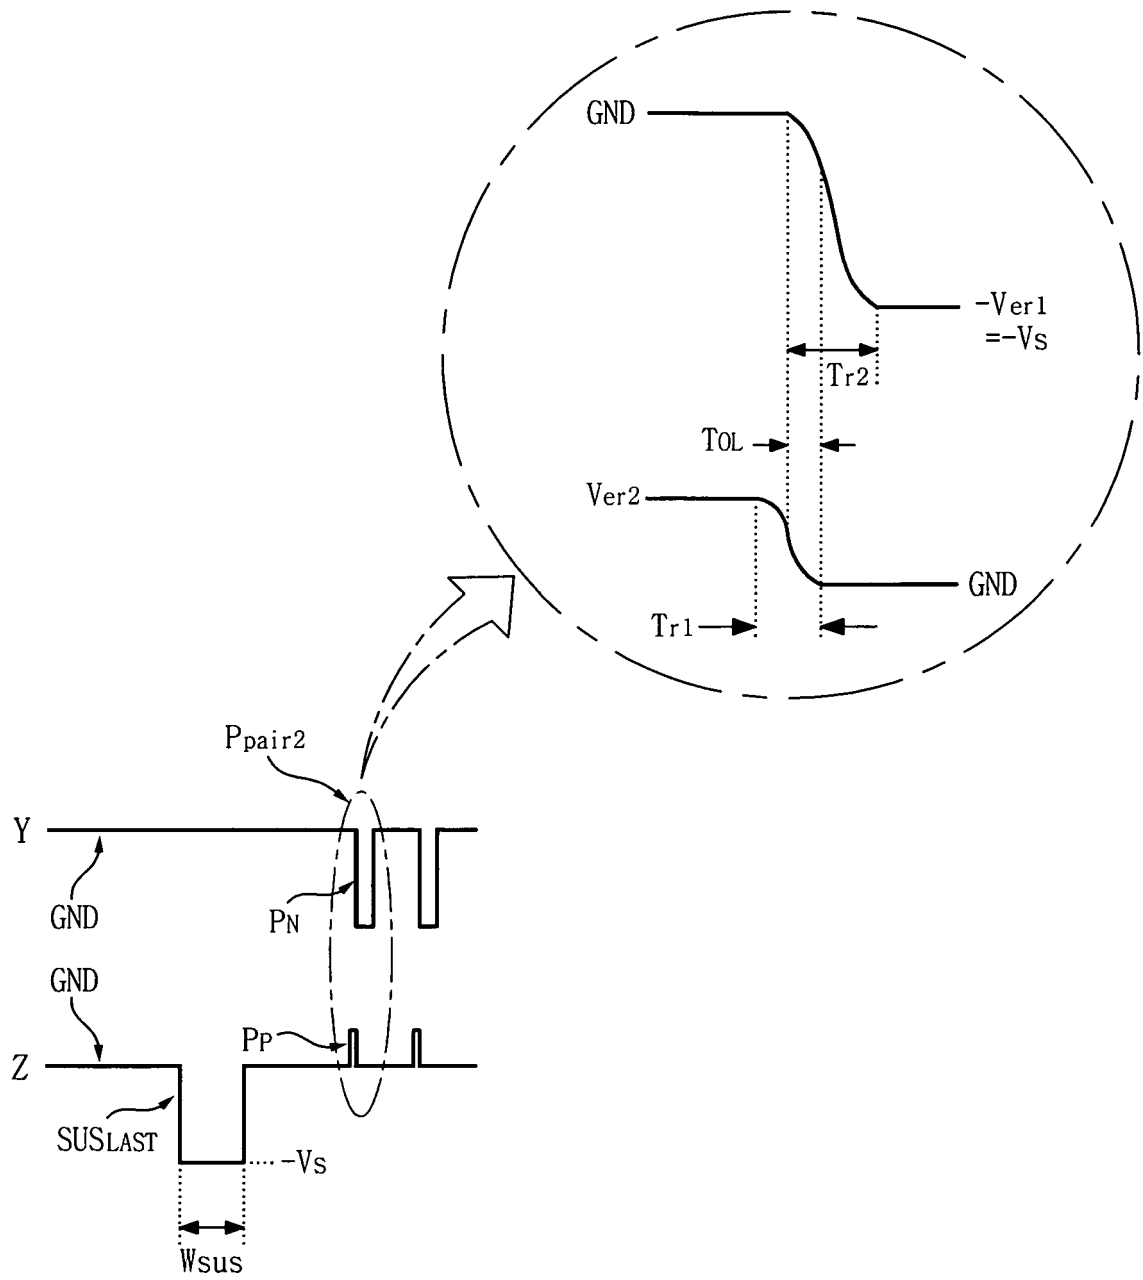 GND
-Ver1
=-Vs
Tr2
TOL
Ver2
GND
Tr1
Ppair2
Y
GND
PN
GND
PP
Z
SUSLAST
-Vs
Wsus